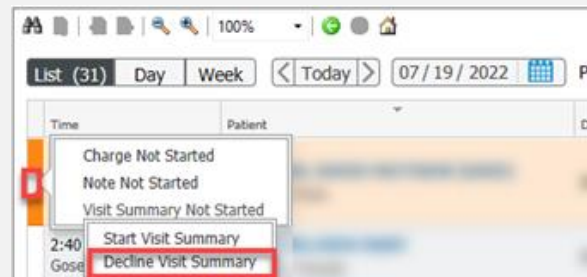 100%
List (31) Day Week Today 07/19/2022 P
Time Patient D
Charge Not Started
Note Not Started
Visit Summary Not Started
2:40 Start Visit Summary
Gose Decline Visit Summary